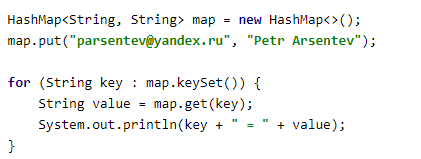 HashMap<String, String> map = new HashMap<>();
map.put("parsentev@yandex.ru", "Petr Arsentev");
for (String key : map.keySet()) {
String value = map.get(key);
System.out.println(key + " = " + value);
}